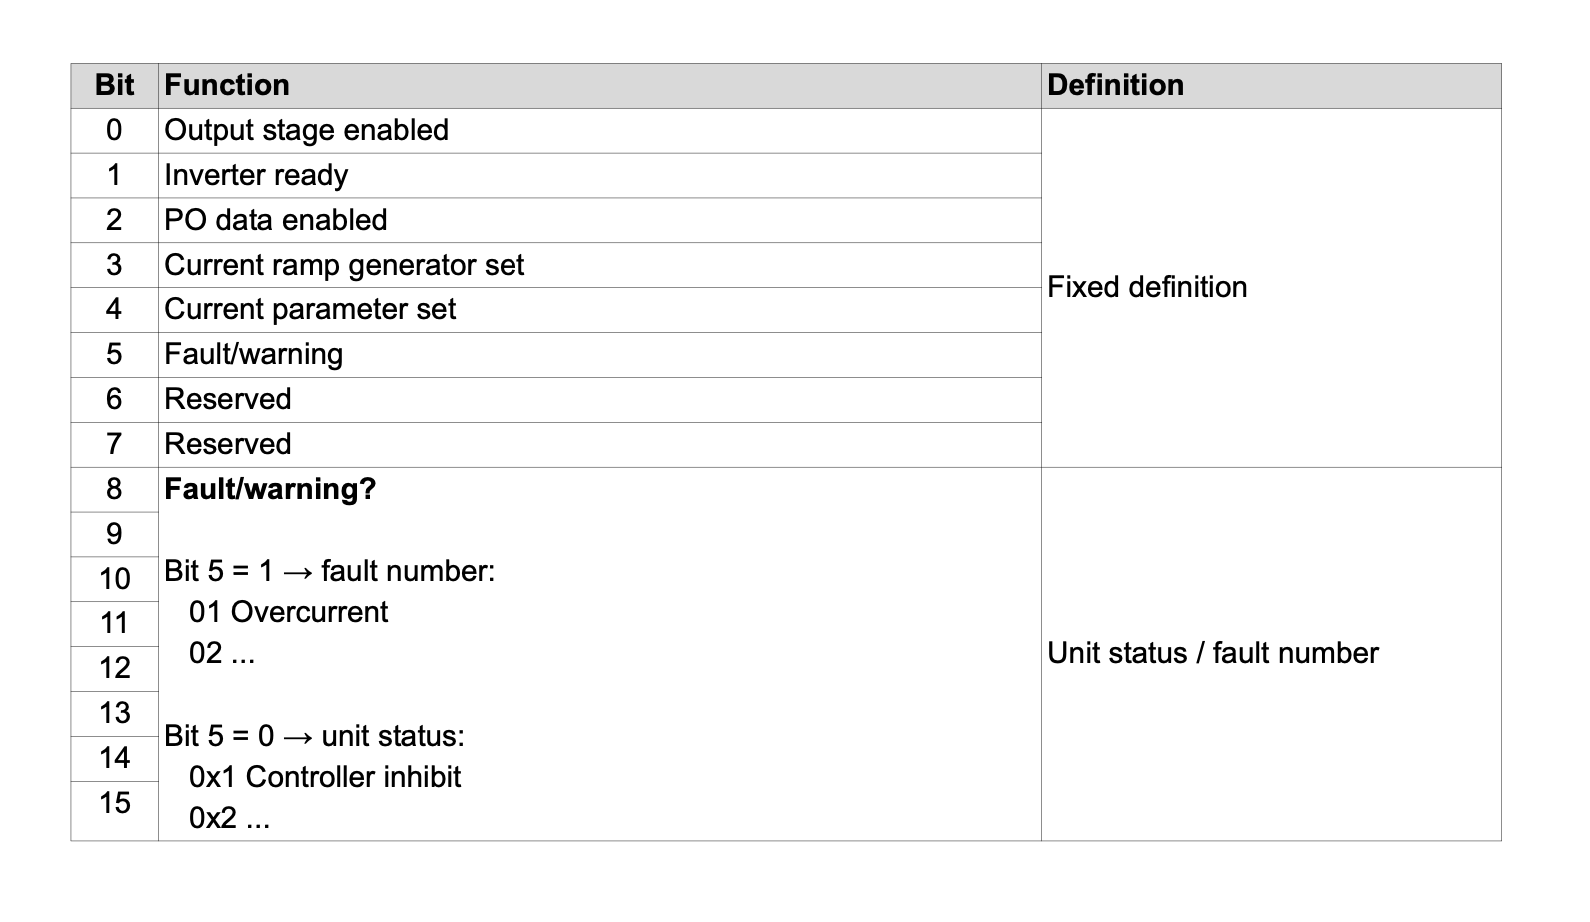 Bit Function Definition
0 Output stage enabled
1 Inverter ready
2 PO data enabled
3 Current ramp generator set
Fixed definition
4 Current parameter set
5 Fault/warning
6 Reserved
7 Reserved
8 Fault/warning?
9
10 Bit 5 = 1 → fault number:
11 01 Overcurrent
12 02 ...
Unit status / fault number
13
Bit 5 = 0 → unit status:
14 0x1 Controller inhibit
15 0x2 ...